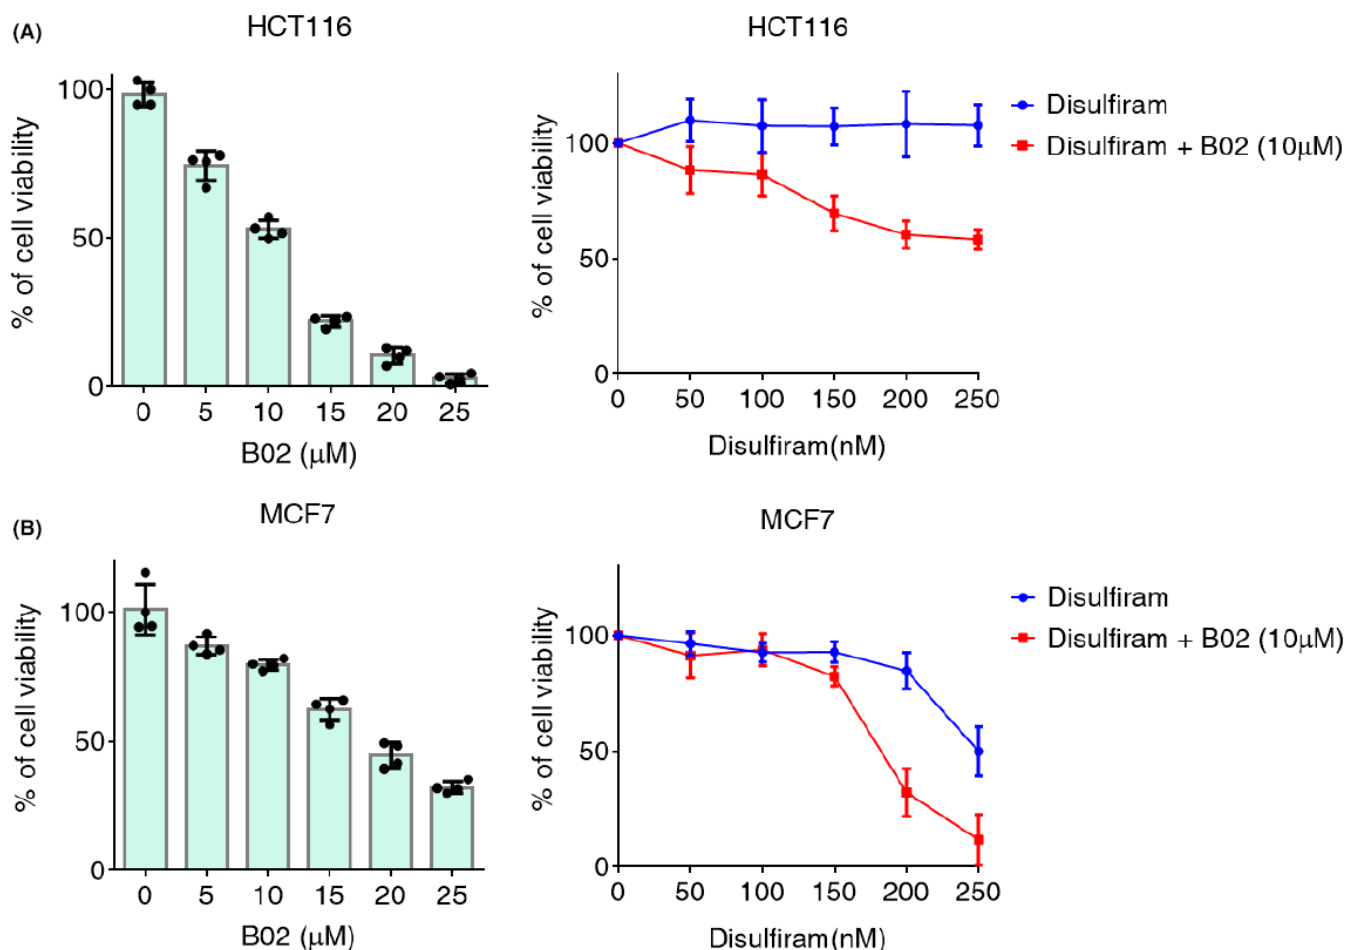 (A)
HCT116
% of cell viability
100
50
0
0 5 10 15 20 25
B02 (μM)
HCT116
% of cell viability
100
50
0
0 50 100 150 200 250
Disulfiram(nM)
Disulfiram
Disulfiram + B02 (10μM)
(B)
MCF7
% of cell viability
100
50
0
0 5 10 15 20 25
B02 (μM)
MCF7
% of cell viability
100
50
0
0 50 100 150 200 250
Disulfiram(nM)
Disulfiram
Disulfiram + B02 (10μM)